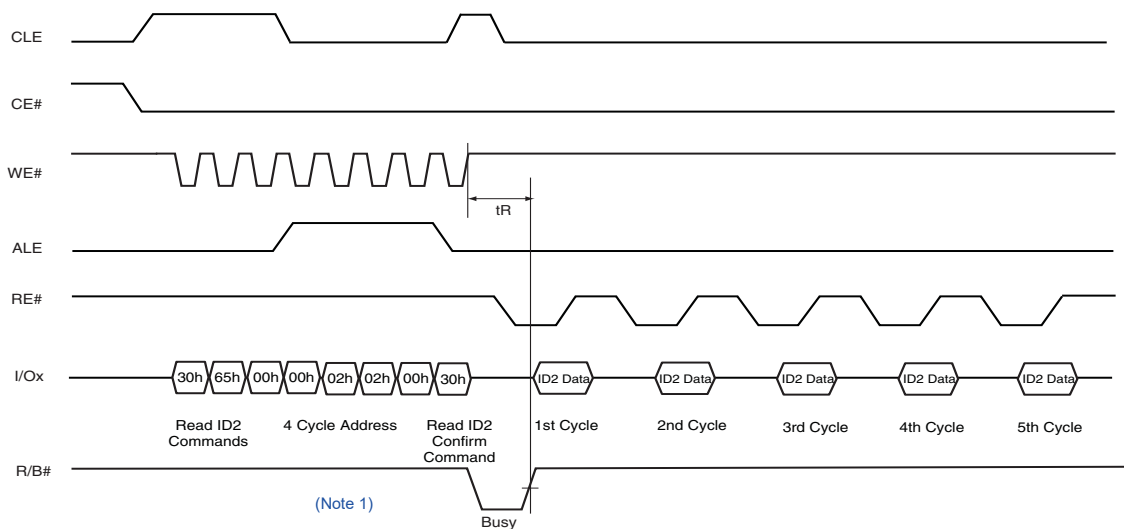 CLE
CE#
WE#
tR
ALE
RE#
I/Ox
30h 65h 00h 00h 02h 02h 00h 30h ID2 Data ID2 Data ID2 Data ID2 Data ID2 Data
Read ID2
Commands
4 Cycle Address
Read ID2
Confirm
Command
1st Cycle
2nd Cycle
3rd Cycle
4th Cycle
5th Cycle
R/B#
(Note 1)
Busy